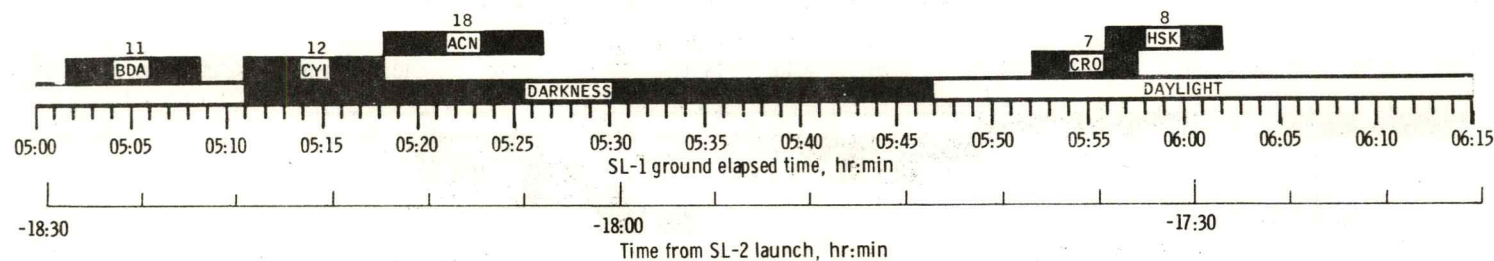 18
8
11
12
ACN
7
HSK
BDA
CYI
CRO
DARKNESS
DAYLIGHT
05:00 05:05 05:10 05:15 05:20 05:25 05:30 05:35 05:40 05:45 05:50 05:55 06:00 06:05 06:10 06:15
SL-1 ground elapsed time, hr:min
-18:30 -18:00 -17:30
Time from SL-2 launch, hr:min